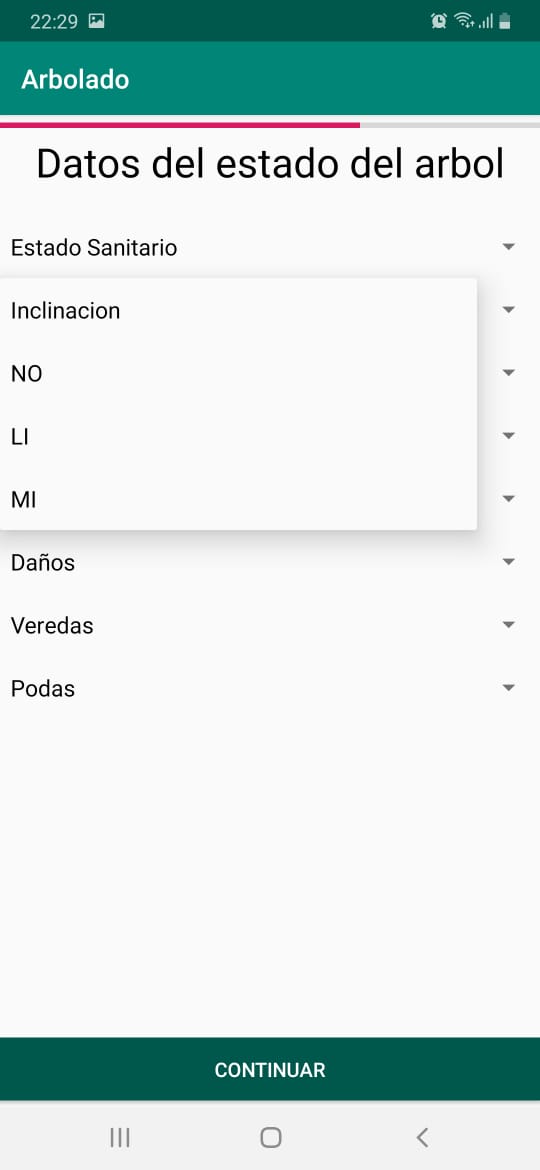 22:29
Arbolado
Datos del estado del arbol
Estado Sanitario
Inclinacion
NO
LI
MI
Daños
Veredas
Podas
CONTINUAR